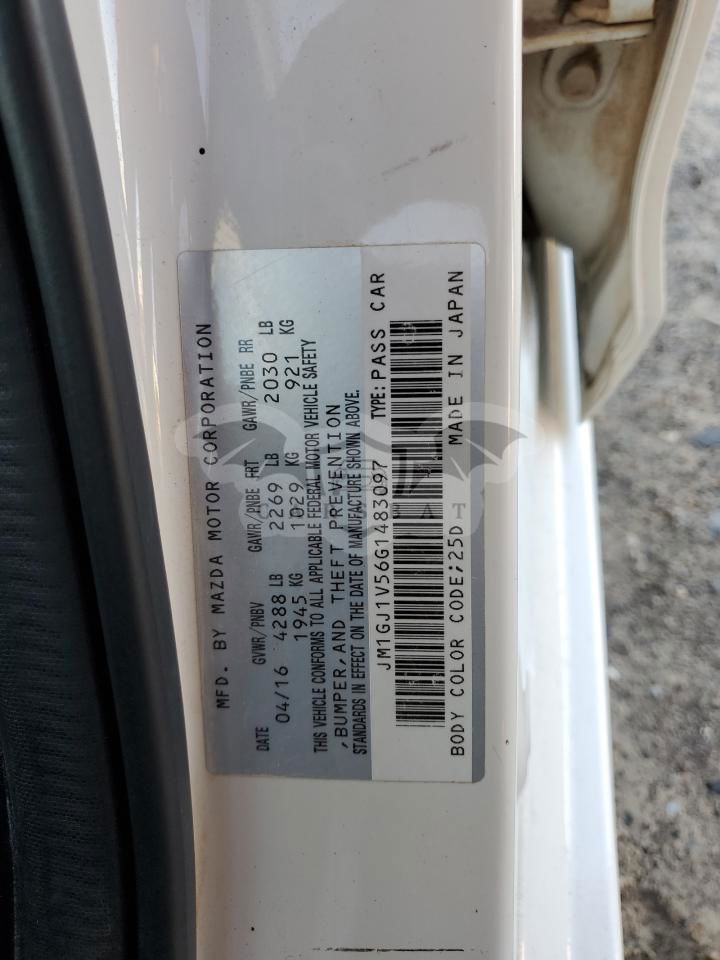 MFD. BY MAZDA MOTOR CORPORATION
DATE GVWR/PNBV GAWR/PNBE FRT GAWR/PNBE RR
04/16 4288 LB 2269 LB 2030 LB
1945 KG 1029 KG 921 KG
THIS VEHICLE CONFORMS TO ALL APPLICABLE FEDERAL MOTOR VEHICLE SAFETY
,BUMPER,AND THEFT PREVENTION
STANDARDS IN EFFECT ON THE DATE OF MANUFACTURE SHOWN ABOVE.
JM1GJ1V56G1483097 TYPE: PASS CAR
BODY COLOR CODE;25D MADE IN JAPAN